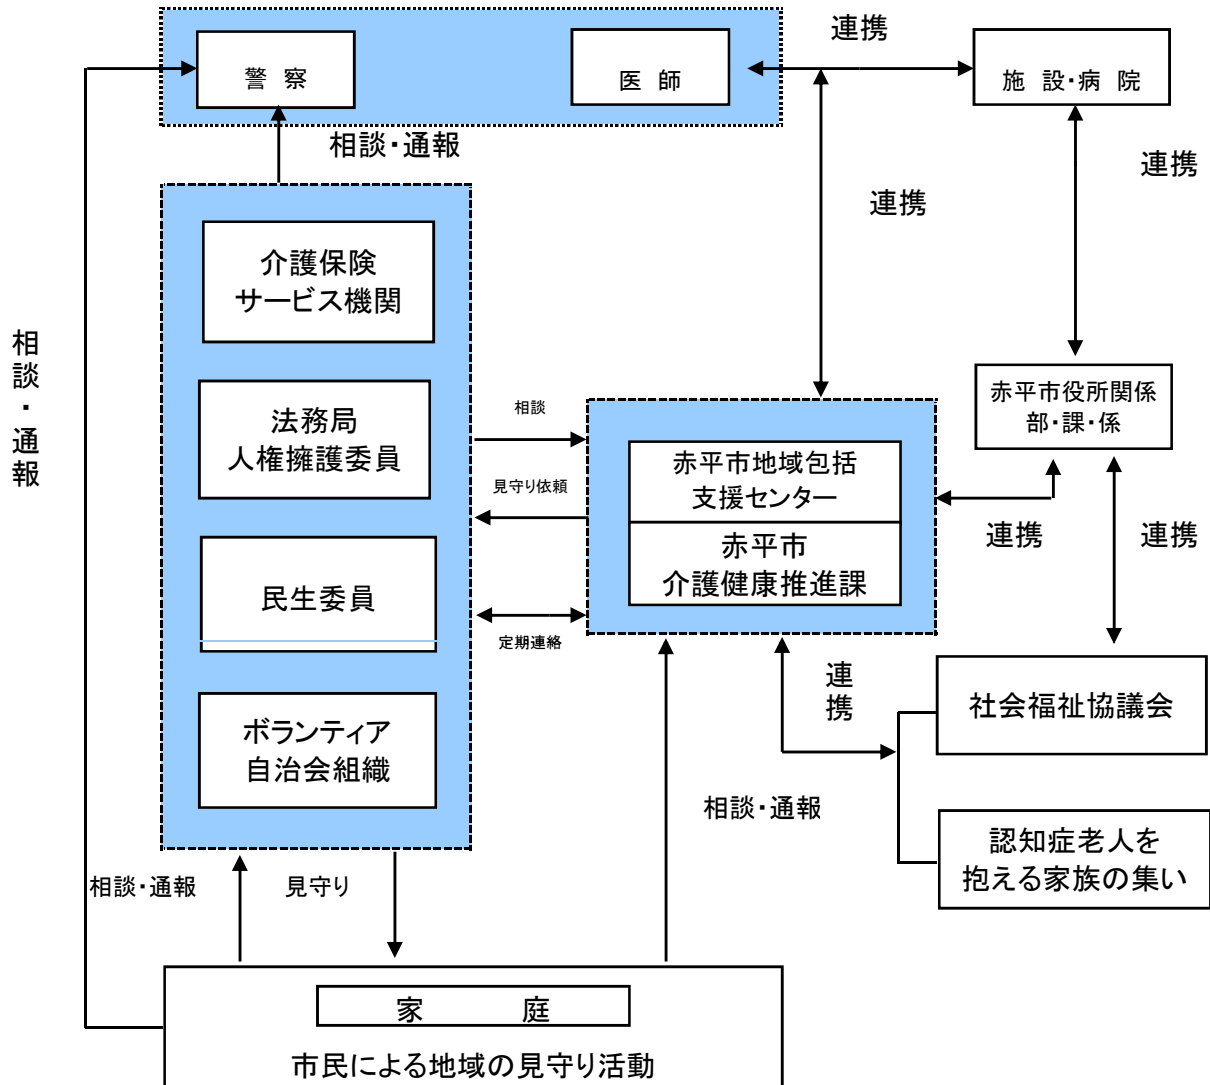 連携
警 察
医 師
施 設・病 院
相談・通報
連携
連携
介護保険
サービス機関
相談・通報
法務局
人権擁護委員
相談
赤平市役所関係
部・課・係
見守り依頼
赤平市地域包括
支援センター
連携
連携
赤平市
介護健康推進課
民生委員
定期連絡
連携
社会福祉協議会
ボランティア
自治会組織
相談・通報
認知症老人を
抱える家族の集い
相談・通報
見守り
家 庭
市民による地域の見守り活動